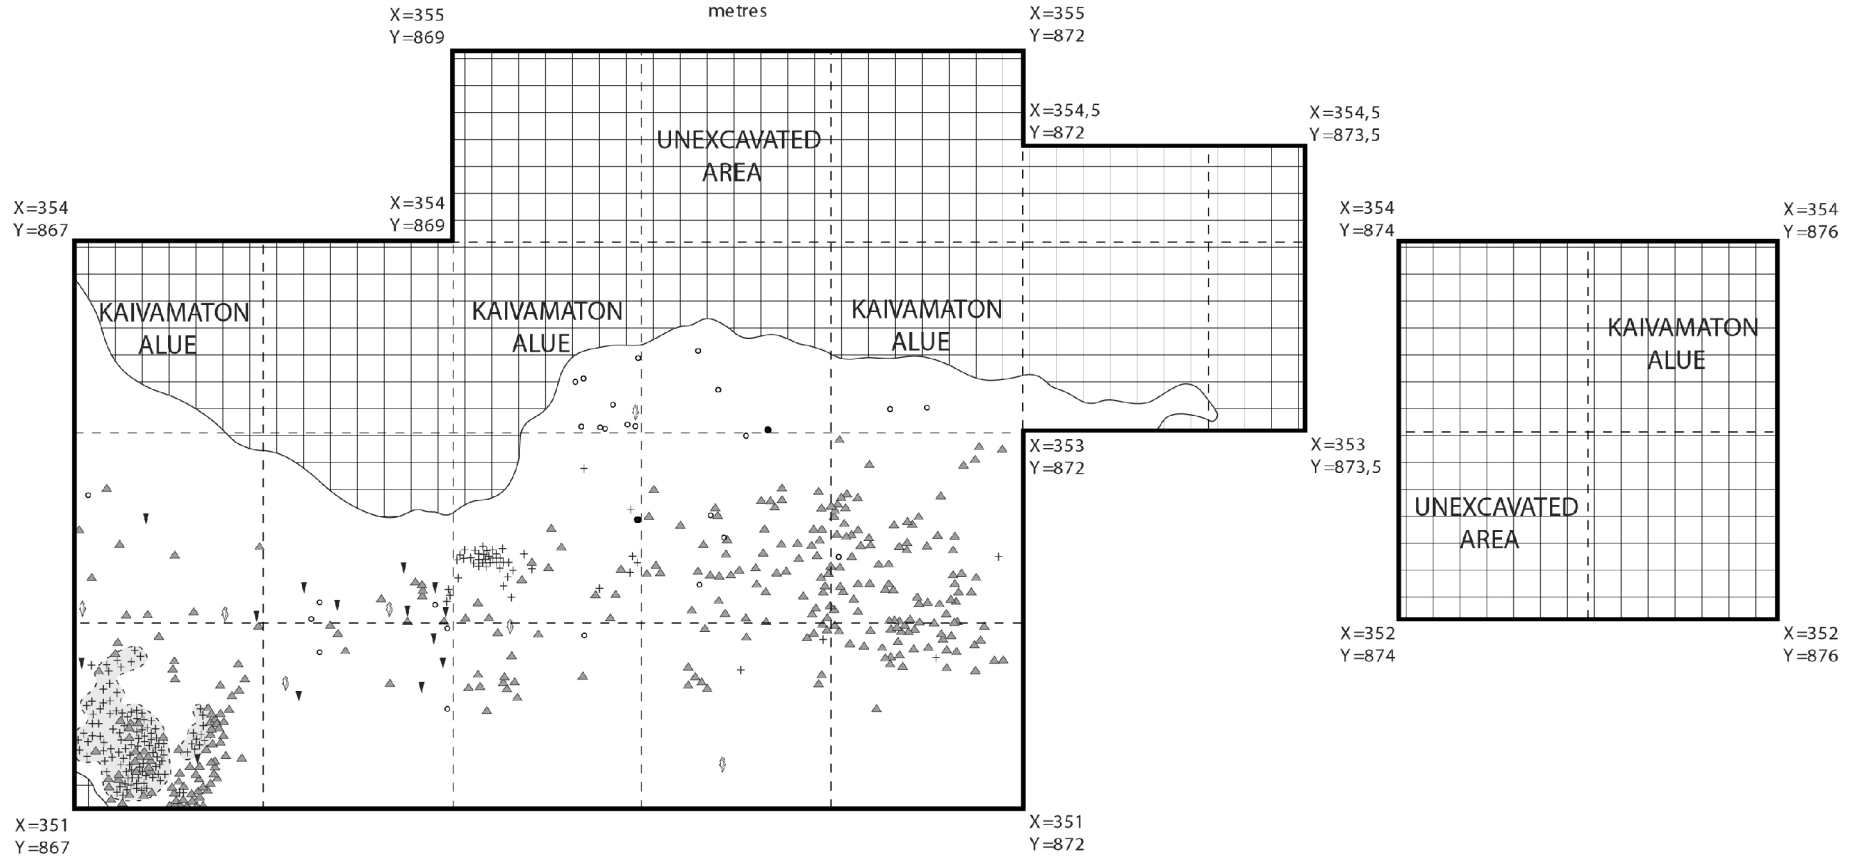 metres
X=355
Y=869
X=355
Y=872
X=354,5
Y=872
X=354,5
Y=873,5
UNEXCAVATED
AREA
X=354
Y=867
X=354
Y=869
X=354
Y=874
X=354
Y=876
KAIVAMATON
ALUE
KAIVAMATON
ALUE
KAIVAMATON
ALUE
KAIVAMATON
ALUE
X=353
Y=872
X=353
Y=873,5
UNEXCAVATED
AREA
X=352
Y=874
X=352
Y=876
X=351
Y=867
X=351
Y=872